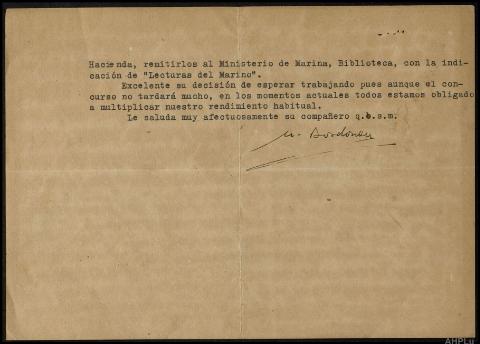 Hacienda, remitirlos al Ministerio de Marina, Biblioteca, con la indi-
cación de "Lecturas del Marino".
Excelente su decisión de esperar trabajando pues aunque el con-
curso no tardará mucho, en los momentos actuales todos estamos obligado
a multiplicar nuestro rendimiento habitual.
Le saluda muy afectuosamente su compañero q.b.s.m.
AHPLu